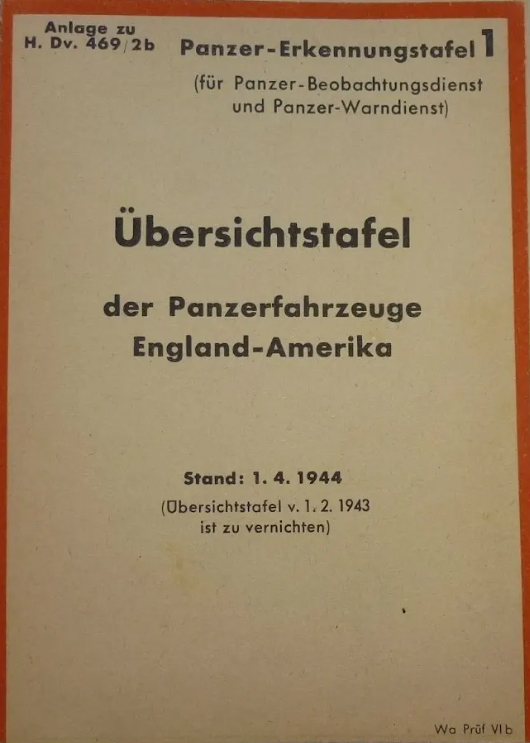 Anlage zu
H. Dv. 469/2b
Panzer-Erkennungstafel 1
(für Panzer-Beobachtungsdienst
und Panzer-Warndienst)
Übersichtstafel
der Panzerfahrzeuge
England-Amerika
Stand: 1. 4. 1944
(Übersichtstafel v. 1. 2. 1943
ist zu vernichten)
Wa Prüf VI b